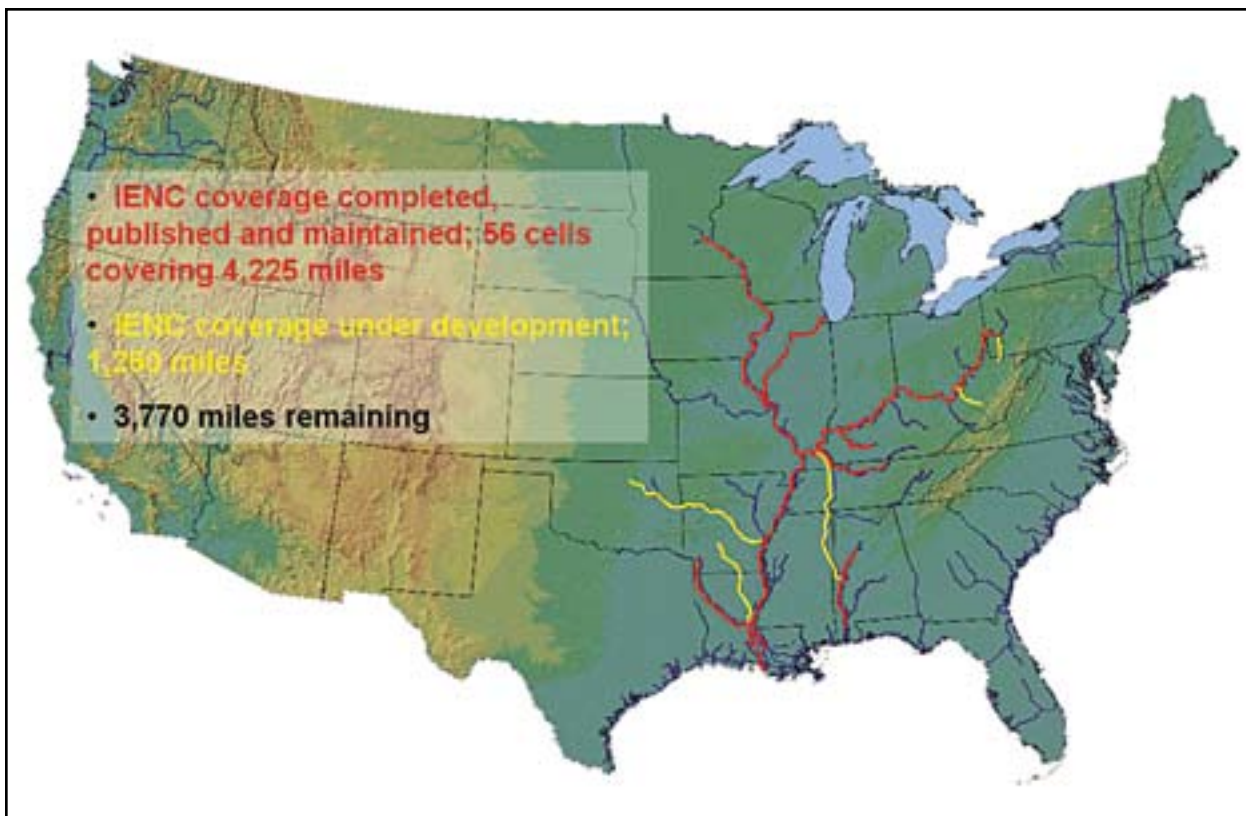 • IENC coverage completed,
published and maintained; 56 cells
covering 4,225 miles
• IENC coverage under development;
1,260 miles
• 3,770 miles remaining